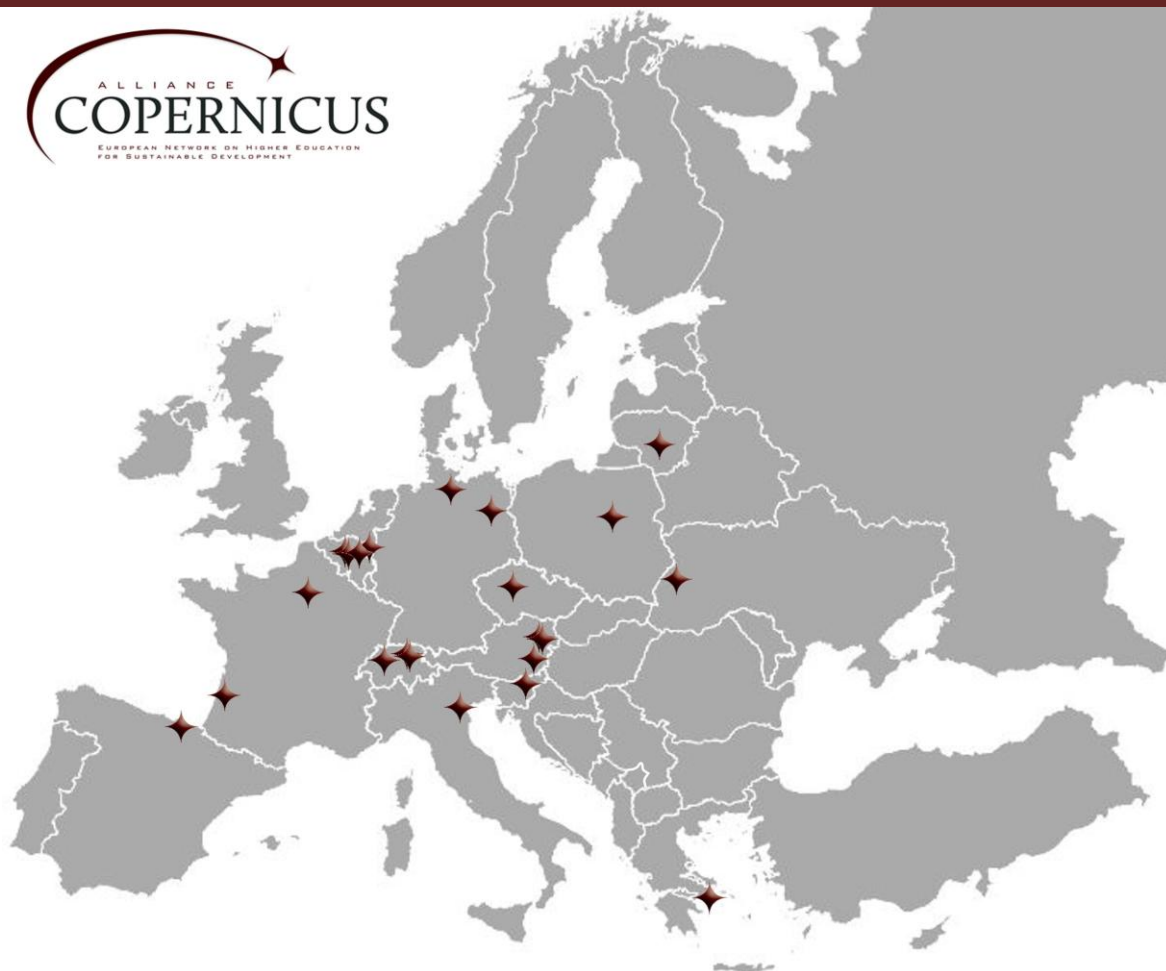 ALLIANCE
COPERNICUS
EUROPEAN NETWORK ON HIGHER EDUCATION
FOR SUSTAINABLE DEVELOPMENT